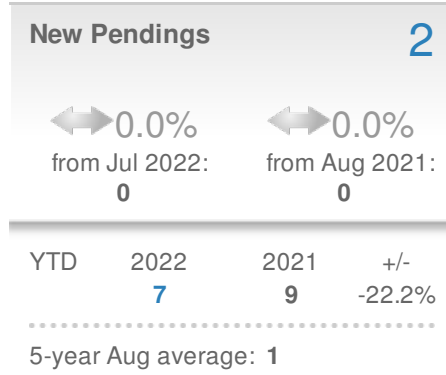 New Pendings 2
0.0% 0.0%
from Jul 2022: from Aug 2021:
0 0
YTD 2022 2021 +/-
7 9 -22.2%
5-year Aug average: 1